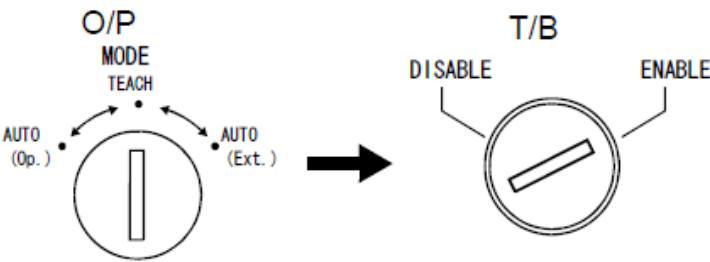 O/P
MODE
TEACH
AUTO
(Op.)
AUTO
(Ext.)
T/B
DISABLE
ENABLE